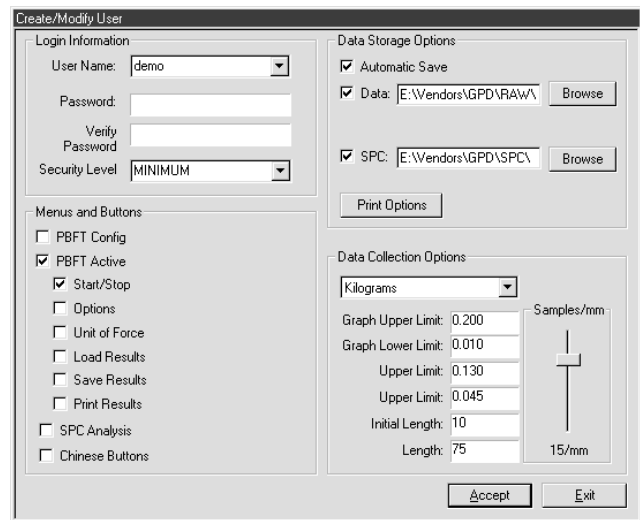 Create/Modify User
Login Information
User Name: demo
Password:
Verify
Password
Security Level MINIMUM
Menus and Buttons
PBFT Config
PBFT Active
Start/Stop
Options
Unit of Force
Load Results
Save Results
Print Results
SPC Analysis
Chinese Buttons
Data Storage Options
Automatic Save
Data: E:\Vendors\GPD\RAW\ Browse
SPC: E:\Vendors\GPD\SPC\ Browse
Print Options
Data Collection Options
Kilograms
Graph Upper Limit: 0.200
Graph Lower Limit: 0.010
Upper Limit: 0.130
Upper Limit: 0.045
Initial Length: 10
Length: 75
Samples/mm
15/mm
Accept
Exit